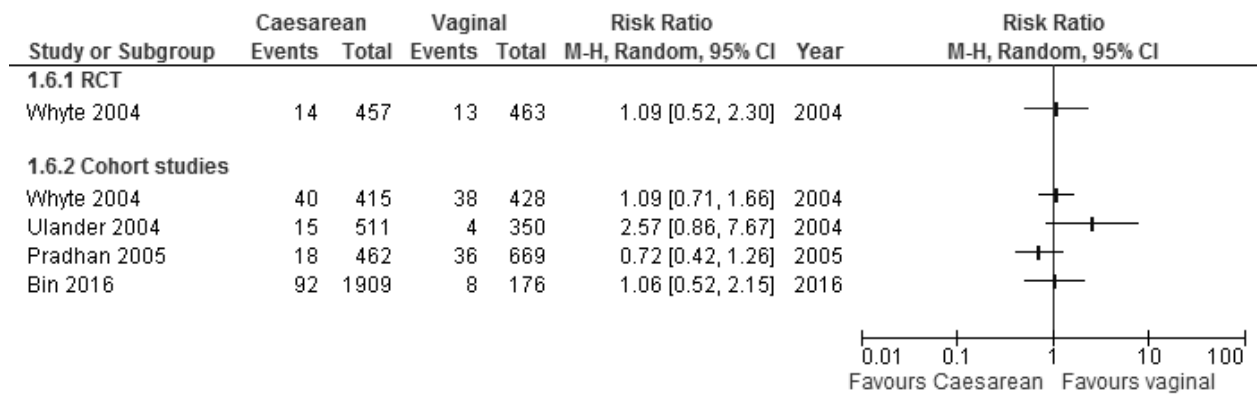 Caesarean Vaginal Risk Ratio Risk Ratio
Study or Subgroup Events Total Events Total M-H, Random, 95% CI Year M-H, Random, 95% CI
1.6.1 RCT
Whyte 2004 14 457 13 463 1.09 [0.52, 2.30] 2004
1.6.2 Cohort studies
Whyte 2004 40 415 38 428 1.09 [0.71, 1.66] 2004
Ulander 2004 15 511 4 350 2.57 [0.86, 7.67] 2004
Pradhan 2005 18 462 36 669 0.72 [0.42, 1.26] 2005
Bin 2016 92 1909 8 176 1.06 [0.52, 2.15] 2016
0.01 0.1 1 10 100
Favours Caesarean Favours vaginal